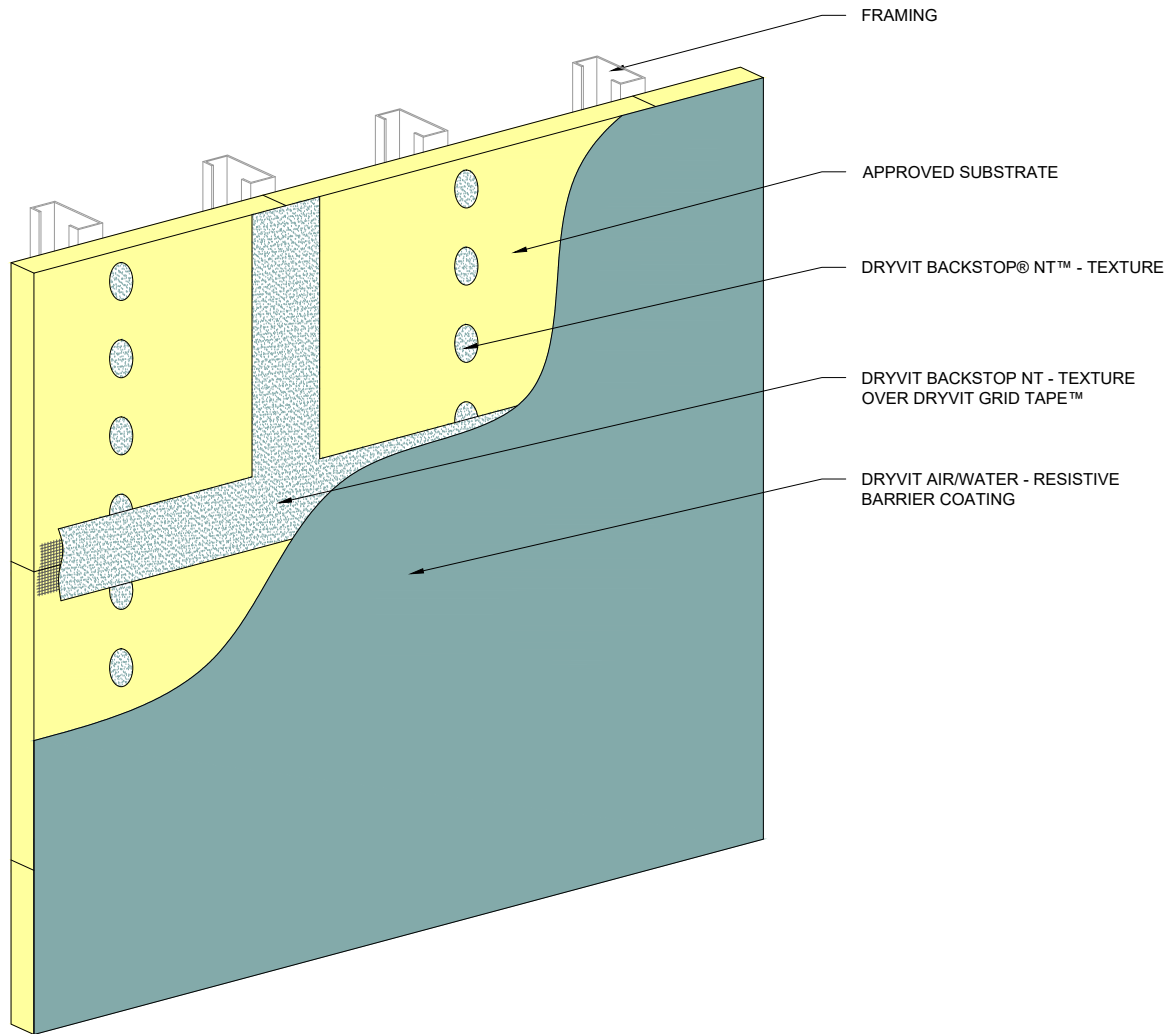 FRAMING
APPROVED SUBSTRATE
DRYVIT BACKSTOP® NT™ - TEXTURE
DRYVIT BACKSTOP NT - TEXTURE
OVER DRYVIT GRID TAPE™
DRYVIT AIR/WATER - RESISTIVE
BARRIER COATING